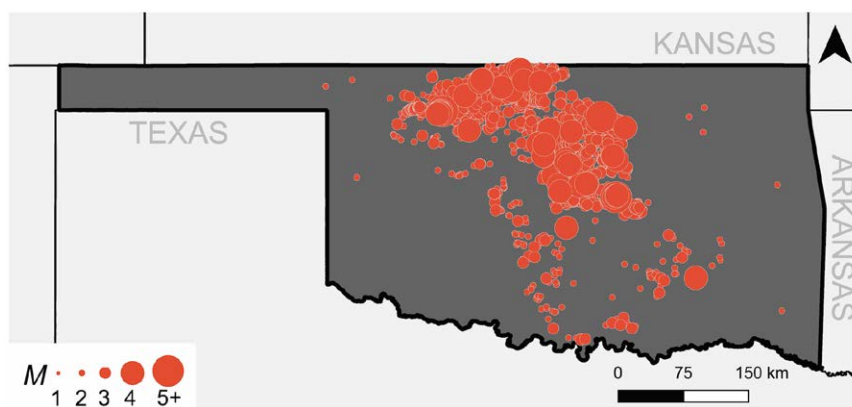 KANSAS
TEXAS
ARKANSAS
M
1 2 3 4 5+
0 75 150 km